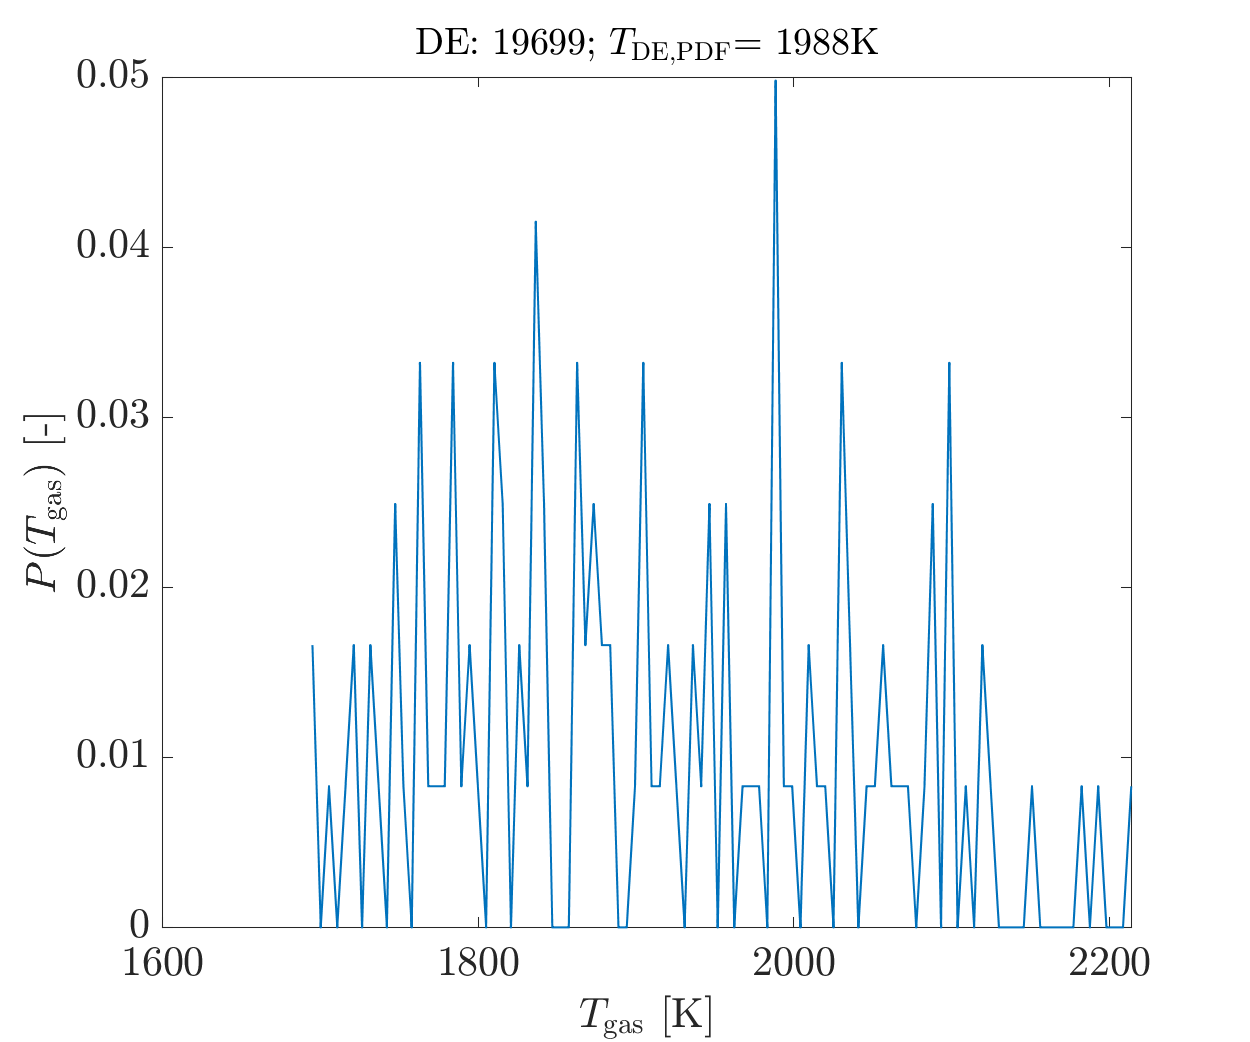 DE: 19699; T_DE,PDF= 1988K
0.05
0.04
0.03
0.02
0.01
0
P(T_gas) [-]
1600 1800 2000 2200
T_gas [K]